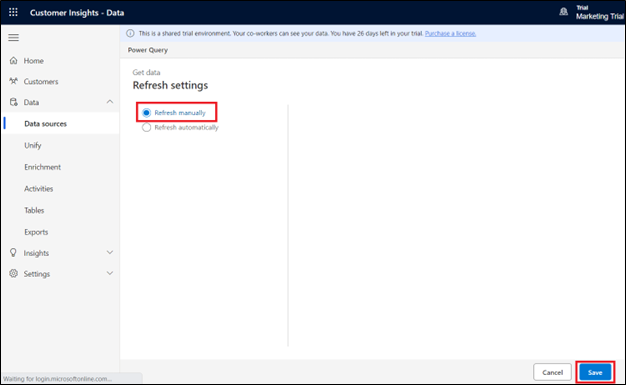 Customer Insights - Data
Trial
Marketing Trial
This is a shared trial environment. Your co-workers can see your data. You have 26 days left in your trial. Purchase a license.
Power Query
Home
Customers
Data
Data sources
Unify
Enrichment
Activities
Tables
Exports
Insights
Settings
Get data
Refresh settings
Refresh manually
Refresh automatically
Waiting for login.microsoftonline.com...
Cancel
Save